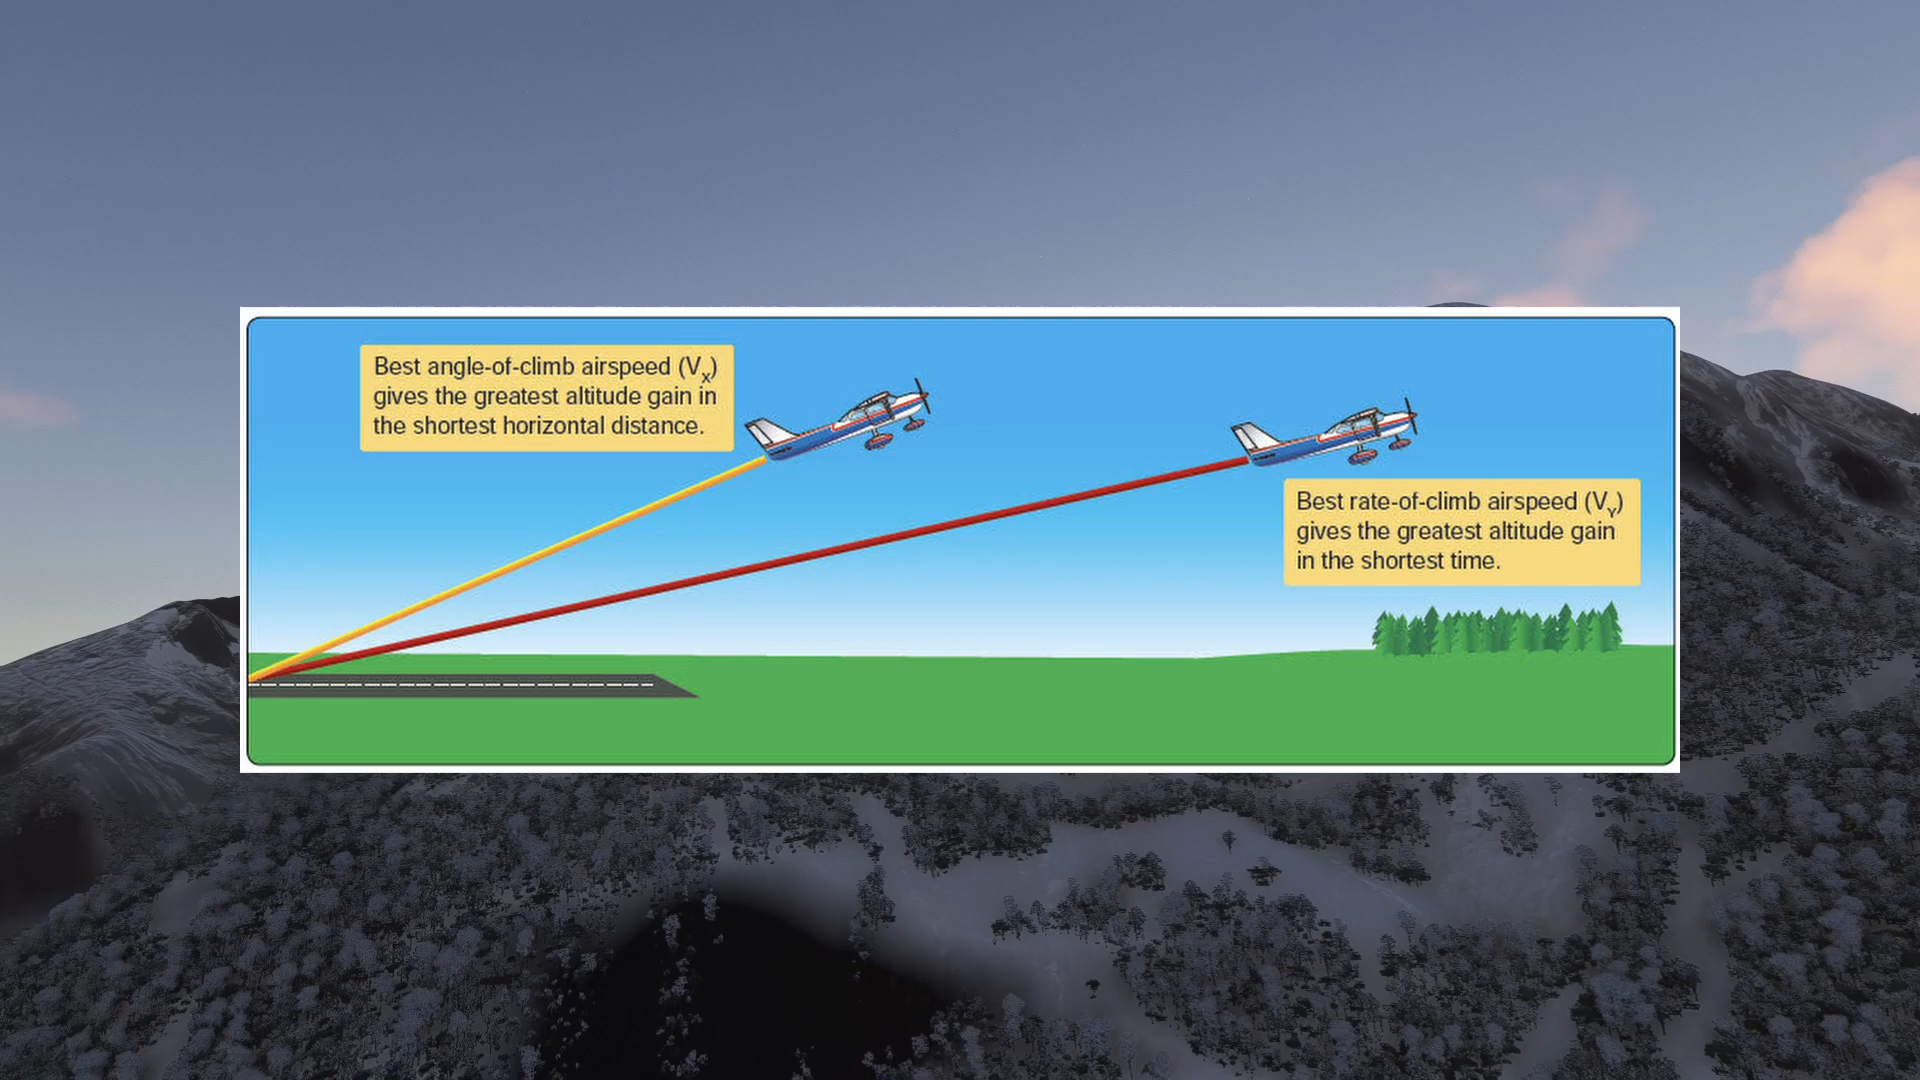 Best angle-of-climb airspeed (VX)
gives the greatest altitude gain in
the shortest horizontal distance.
Best rate-of-climb airspeed (VY)
gives the greatest altitude gain
in the shortest time.